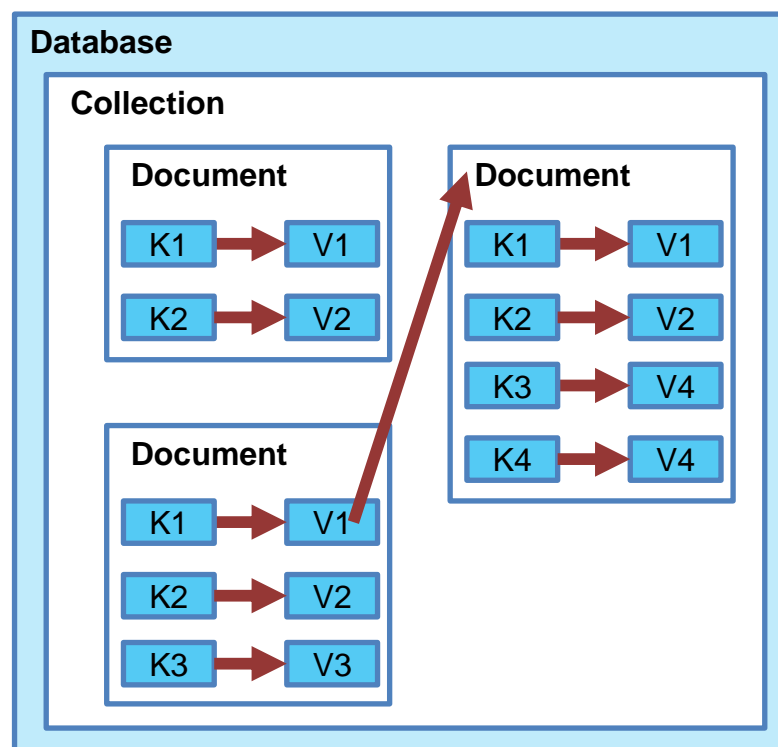 Database
Collection
Document
K1 V1
K2 V2
Document
K1 V1
K2 V2
K3 V3
Document
K1 V1
K2 V2
K3 V4
K4 V4